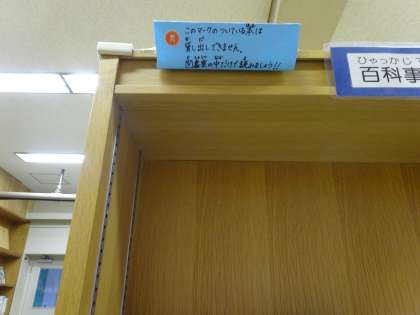 このマークのついている本は
貸し出しできません。
図書室の中だけで読みましょう!!
ひゃっかじて
百科事